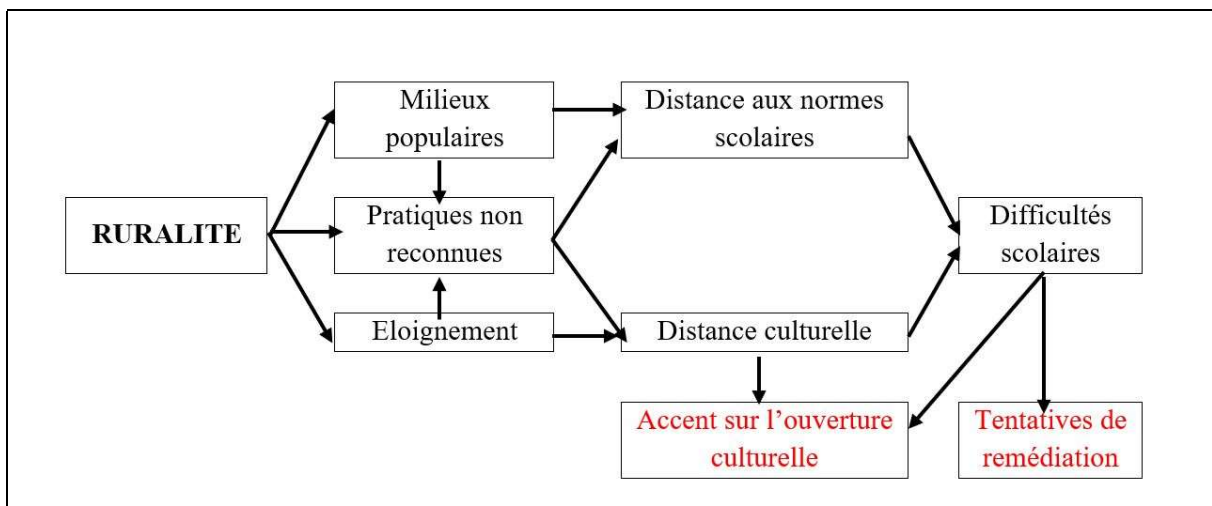 Milieux
populaires
Distance aux normes
scolaires
RURALITE
Pratiques non
reconnues
Difficultés
scolaires
Eloignement
Distance culturelle
Accent sur l’ouverture
culturelle
Tentatives de
remédiation